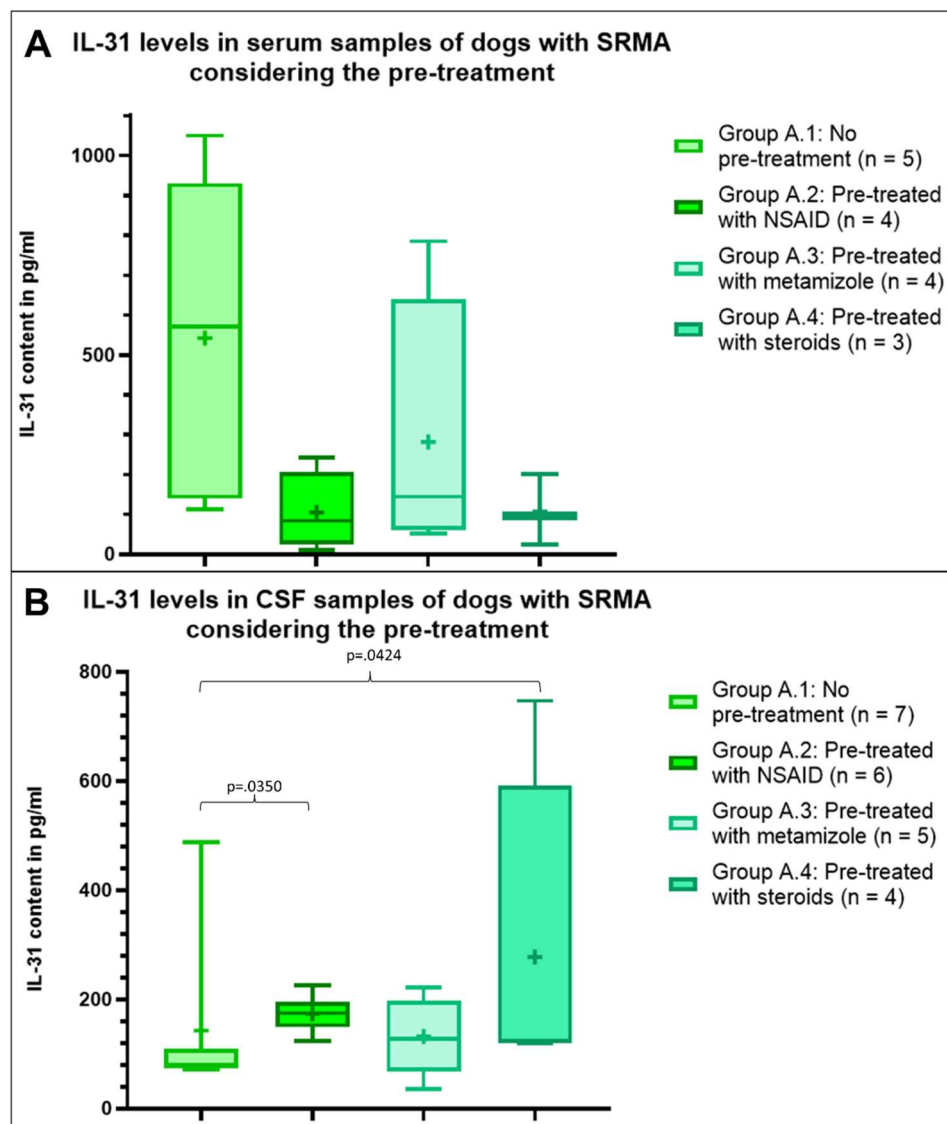 A
IL-31 levels in serum samples of dogs with SRMA
considering the pre-treatment
IL-31 content in pg/ml
1000
500
0
Group A.1: No
pre-treatment (n = 5)
Group A.2: Pre-treated
with NSAID (n = 4)
Group A.3: Pre-treated
with metamizole (n = 4)
Group A.4: Pre-treated
with steroids (n = 3)
B
IL-31 levels in CSF samples of dogs with SRMA
considering the pre-treatment
IL-31 content in pg/ml
800
600
400
200
0
p=.0424
p=.0350
Group A.1: No
pre-treatment (n = 7)
Group A.2: Pre-treated
with NSAID (n = 6)
Group A.3: Pre-treated
with metamizole (n = 5)
Group A.4: Pre-treated
with steroids (n = 4)